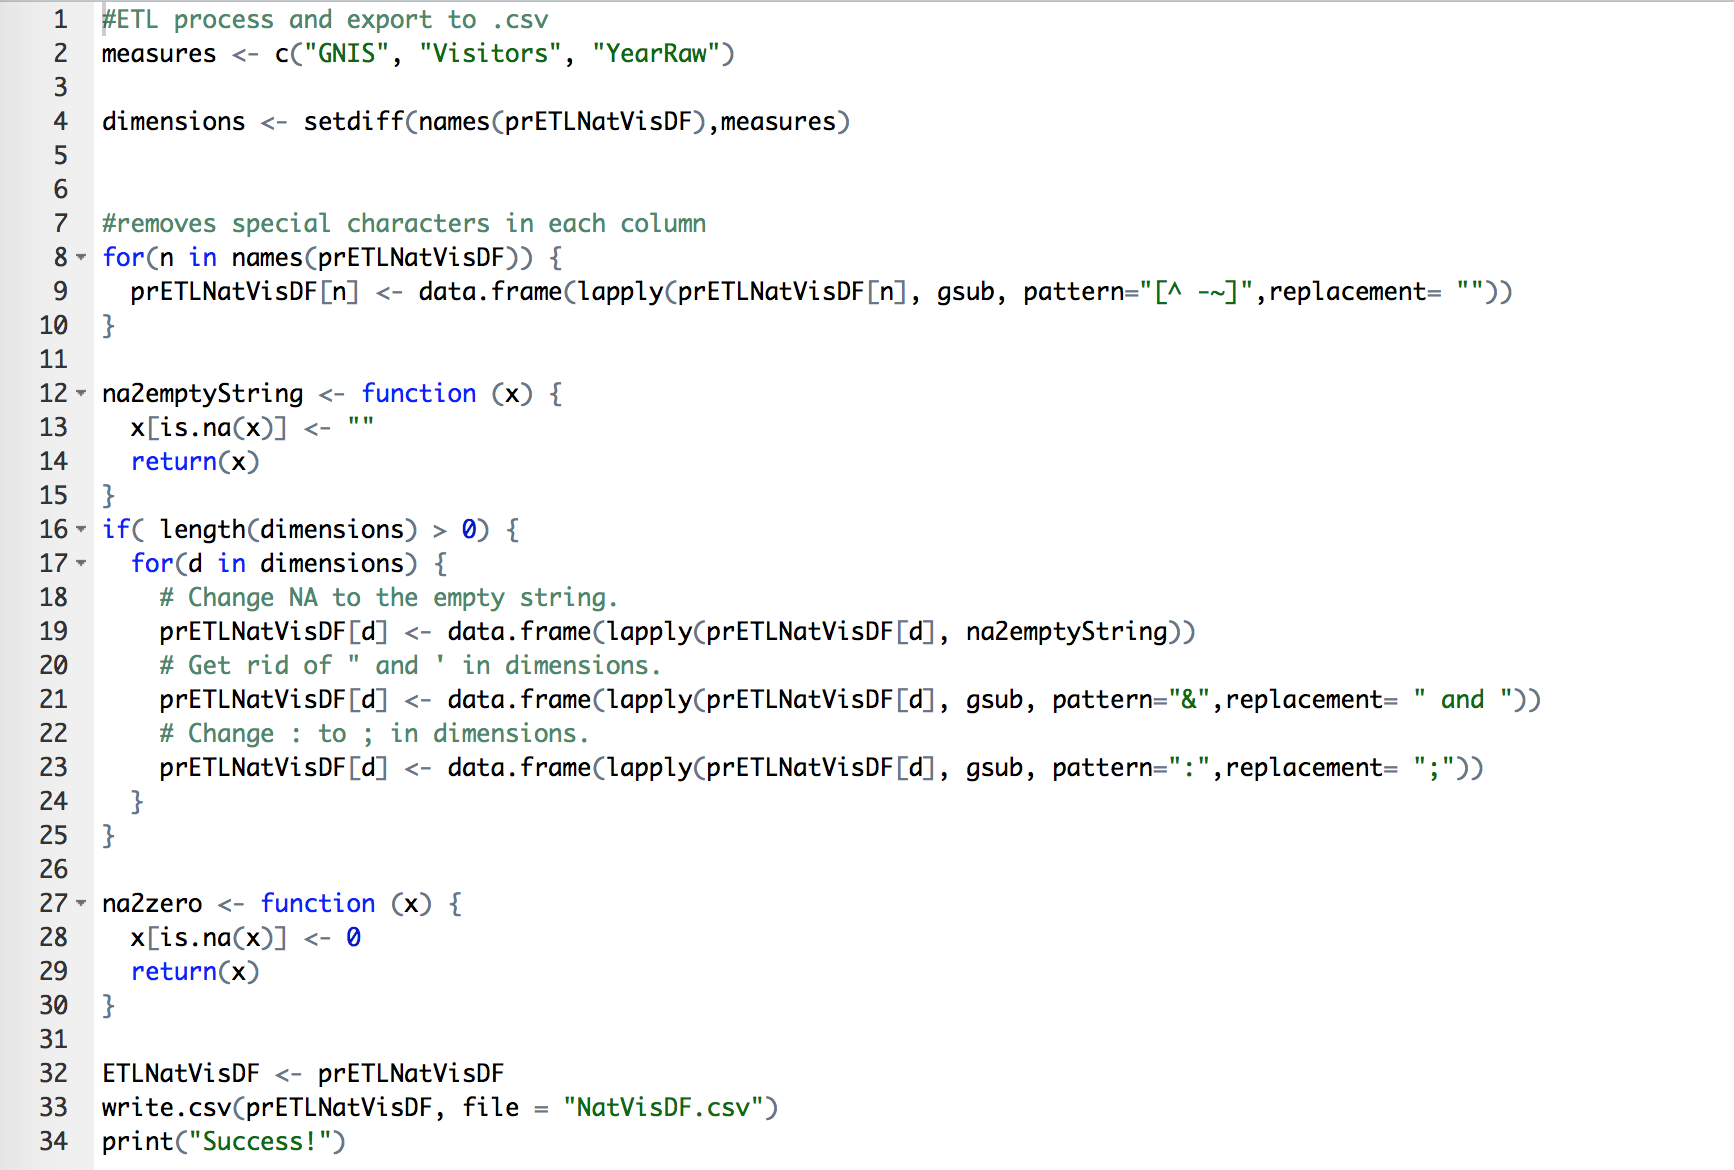 1 #ETL process and export to .csv
2 measures <- c("GNIS", "Visitors", "YearRaw")
3
4 dimensions <- setdiff(names(prETLNatVisDF),measures)
5
6
7 #removes special characters in each column
8 for(n in names(prETLNatVisDF)) {
9   prETLNatVisDF[n] <- data.frame(lapply(prETLNatVisDF[n], gsub, pattern="[^ -~]",replacement= ""))
10 }
11
12 na2emptyString <- function (x) {
13   x[is.na(x)] <- ""
14   return(x)
15 }
16 if( length(dimensions) > 0) {
17   for(d in dimensions) {
18     # Change NA to the empty string.
19     prETLNatVisDF[d] <- data.frame(lapply(prETLNatVisDF[d], na2emptyString))
20     # Get rid of " and ' in dimensions.
21     prETLNatVisDF[d] <- data.frame(lapply(prETLNatVisDF[d], gsub, pattern="&",replacement= " and "))
22     # Change : to ; in dimensions.
23     prETLNatVisDF[d] <- data.frame(lapply(prETLNatVisDF[d], gsub, pattern=":",replacement= ";"))
24   }
25 }
26
27 na2zero <- function (x) {
28   x[is.na(x)] <- 0
29   return(x)
30 }
31
32 ETLNatVisDF <- prETLNatVisDF
33 write.csv(prETLNatVisDF, file = "NatVisDF.csv")
34 print("Success!")